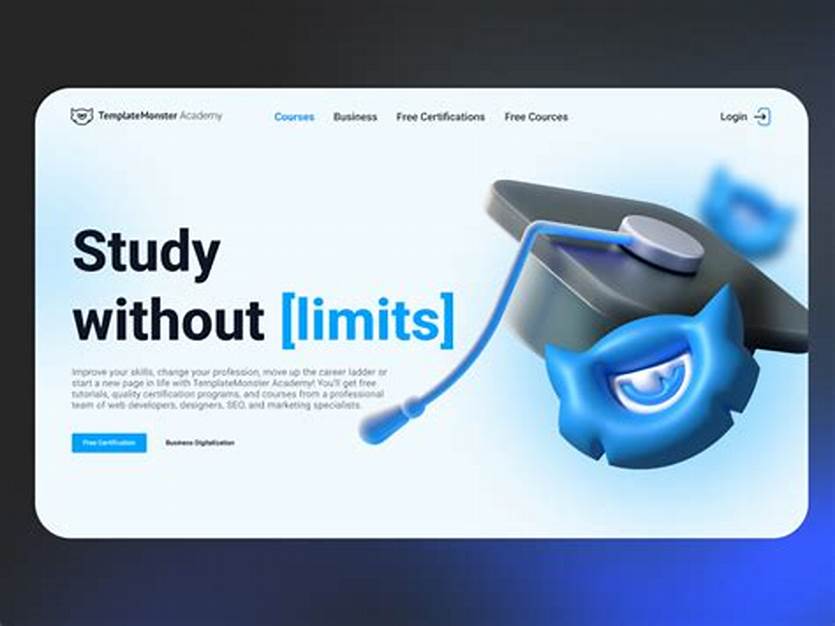 TemplateMonster Academy
Courses Business Free Certifications Free Cources Login
Study
without [limits]
Improve your skills, change your profession, move up the career ladder or
start a new page in life with TemplateMonster Academy! You'll get free
tutorials, quality certification programs, and courses from a professional
team of web developers, designers, SEO, and marketing specialists.
Free Certification Business Digitalization